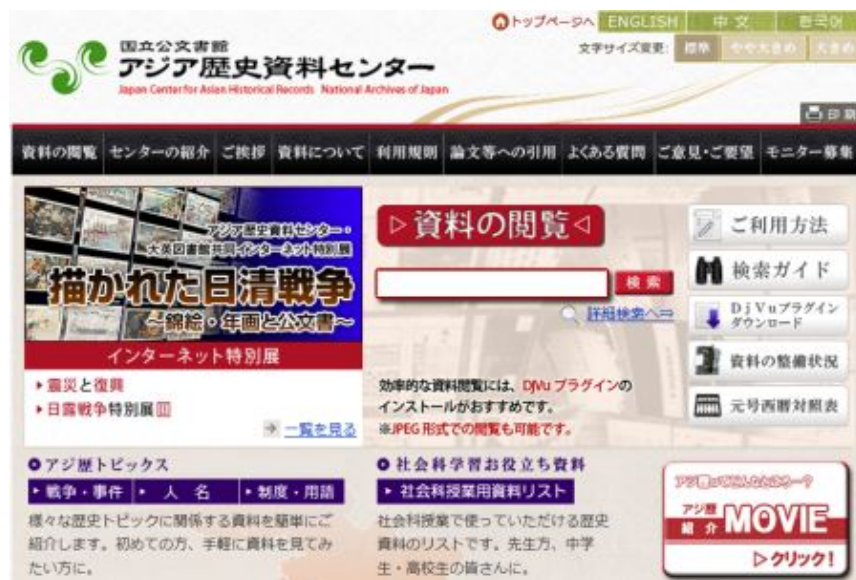 トップページへ ENGLISH 中文 한국어
国立公文書館
文字サイズ変更: 標準 やや大きめ 大きめ
アジア歴史資料センター
Japan Center for Asian Historical Records National Archives of Japan
印刷
資料の閲覧 センターの紹介 ご挨拶 資料について 利用規則 論文等への引用 よくある質問 ご意見・ご要望 モニター募集
アジア歴史資料センター・
大英図書館共同インターネット特別展
描かれた日清戦争
~錦絵・年画と公文書~
インターネット特別展
震災と復興
日露戦争特別展II
一覧を見る
資料の閲覧
検索
詳細検索へ⇒
効率的な資料閲覧には、DjVu プラグインの
インストールがおすすめです。
※JPEG 形式での閲覧も可能です。
ご利用方法
検索ガイド
DjVuプラグイン
ダウンロード
資料の整備状況
元号西暦対照表
アジ歴トピックス
戦争・事件 人名 制度・用語
様々な歴史トピックに関係する資料を簡単にご
紹介します。初めての方、手軽に資料を見てみ
たい方に。
社会科学習お役立ち資料
社会科授業用資料リスト
社会科授業で使っていただける歴史
資料のリストです。先生方、中学
生・高校生の皆さんに。
アジ歴ってどんなところ?
アジ歴
紹介 MOVIE
クリック!